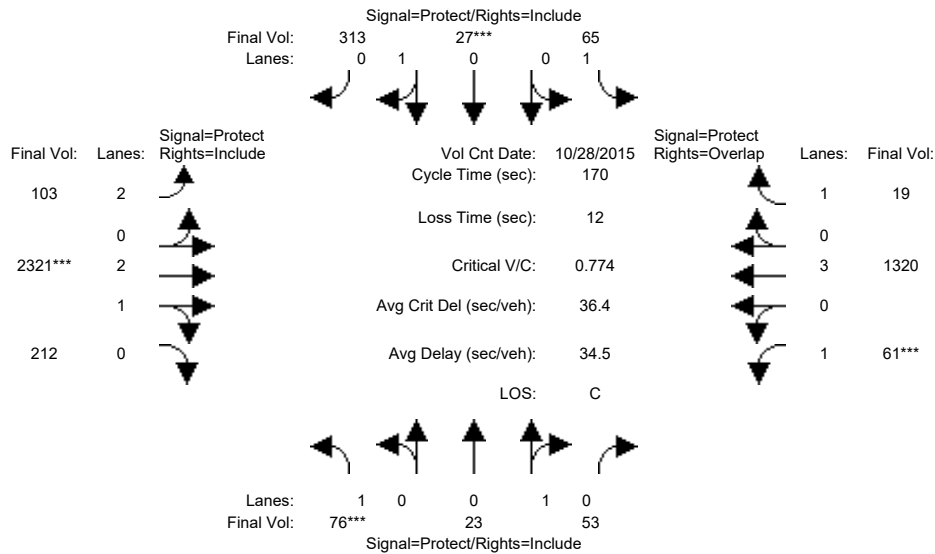 Signal=Protect/Rights=Include
Final Vol: 313 27*** 65
Lanes: 0 1 0 0 1
Signal=Protect
Final Vol: Lanes: Rights=Include
Vol Cnt Date: 10/28/2015
Signal=Protect
Rights=Overlap Lanes: Final Vol:
Cycle Time (sec): 170
103 2
1 19
Loss Time (sec): 12
0
0
2321*** 2
Critical V/C: 0.774
3 1320
1
Avg Crit Del (sec/veh): 36.4
0
212 0
Avg Delay (sec/veh): 34.5
1 61***
LOS: C
Lanes: 1 0 0 1 0
Final Vol: 76*** 23 53
Signal=Protect/Rights=Include